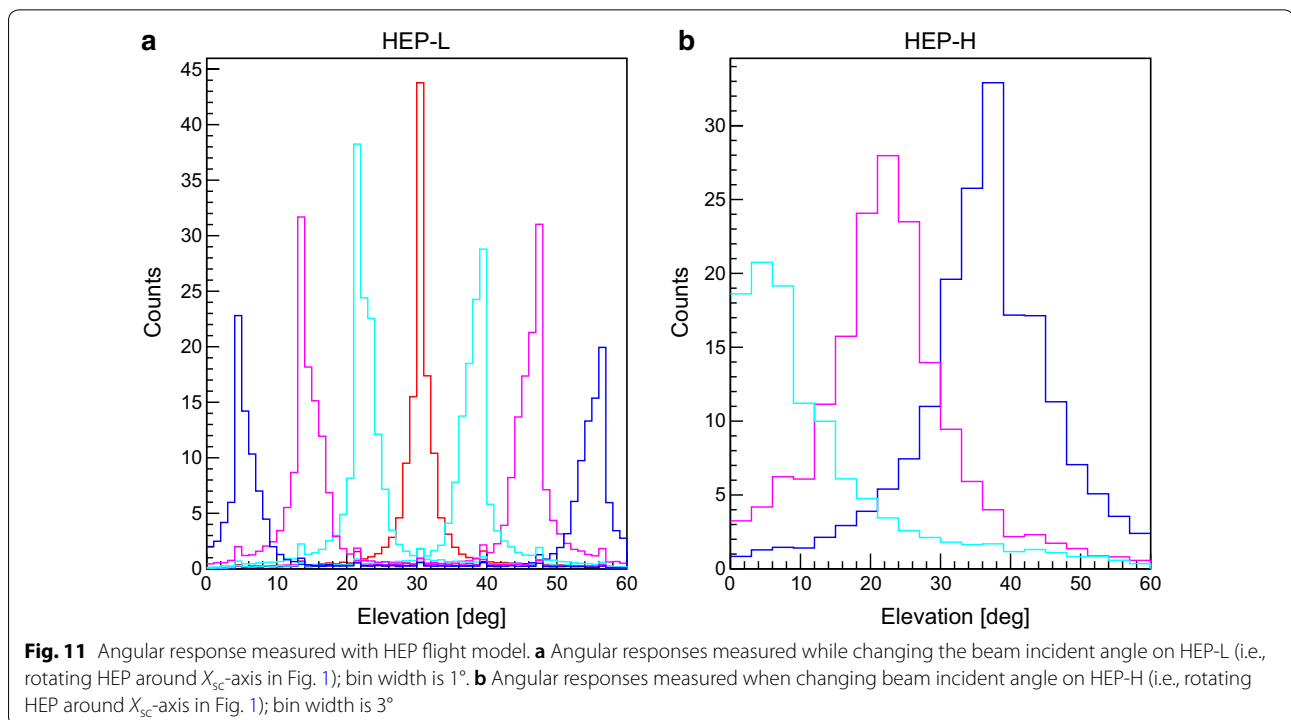 a HEP-L
45
40
35
30
25
20
15
10
5
0
Counts
0 10 20 30 40 50 60
Elevation [deg]
b HEP-H
30
25
20
15
10
5
0
Counts
0 10 20 30 40 50 60
Elevation [deg]
Fig. 11 Angular response measured with HEP flight model. a Angular responses measured while changing the beam incident angle on HEP-L (i.e.,
rotating HEP around Xsc-axis in Fig. 1); bin width is 1°. b Angular responses measured when changing beam incident angle on HEP-H (i.e., rotating
HEP around Xsc-axis in Fig. 1); bin width is 3°